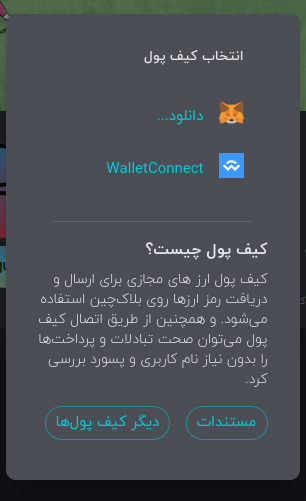 انتخاب کیف پول
دانلود...
WalletConnect
کیف پول چیست؟
کیف پول ارز های مجازی برای ارسال و
دریافت رمز ارزها روی بلاک‌چین استفاده
می‌شود. و همچنین از طریق اتصال کیف
پول می‌توان صحت تبادلات و پرداخت‌ها
را بدون نیاز نام کاربری و پسورد بررسی
کرد.
مستندات
دیگر کیف پول‌ها